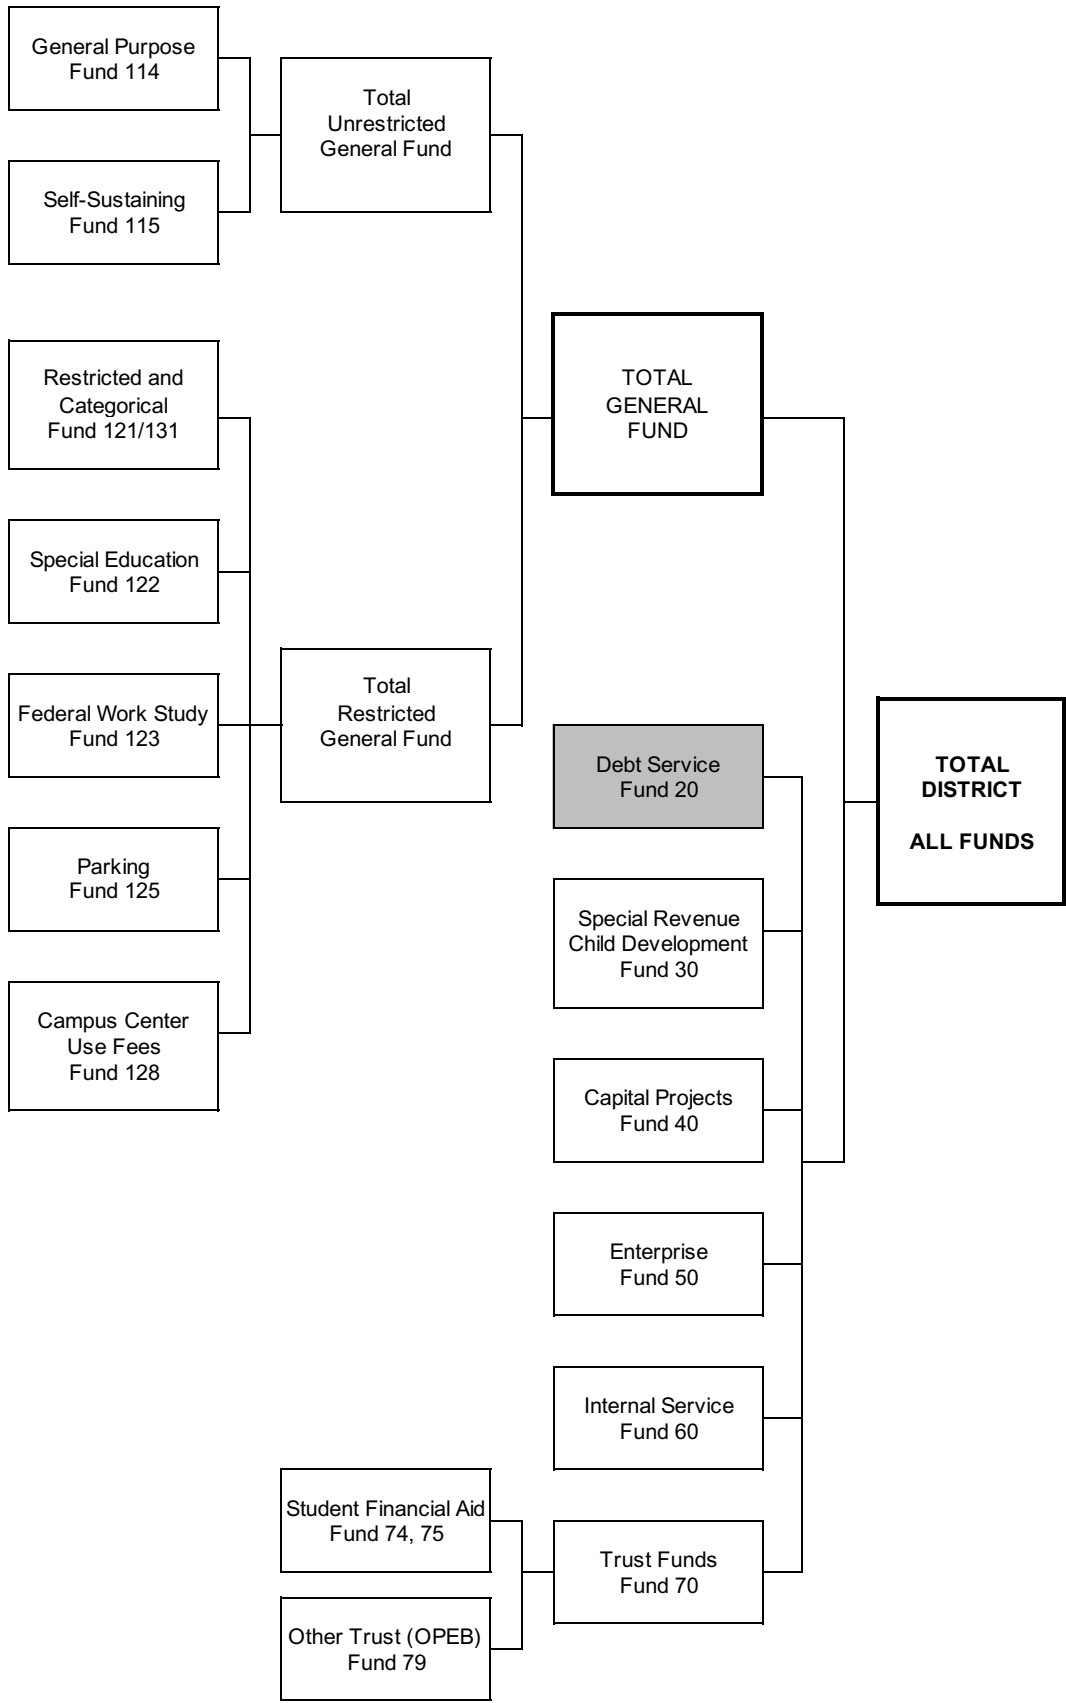 General Purpose
Fund 114
Total
Unrestricted
General Fund
Self-Sustaining
Fund 115
Restricted and
Categorical
Fund 121/131
TOTAL
GENERAL
FUND
Special Education
Fund 122
Federal Work Study
Fund 123
Total
Restricted
General Fund
Debt Service
Fund 20
TOTAL
DISTRICT
ALL FUNDS
Parking
Fund 125
Special Revenue
Child Development
Fund 30
Campus Center
Use Fees
Fund 128
Capital Projects
Fund 40
Enterprise
Fund 50
Internal Service
Fund 60
Student Financial Aid
Fund 74, 75
Trust Funds
Fund 70
Other Trust (OPEB)
Fund 79